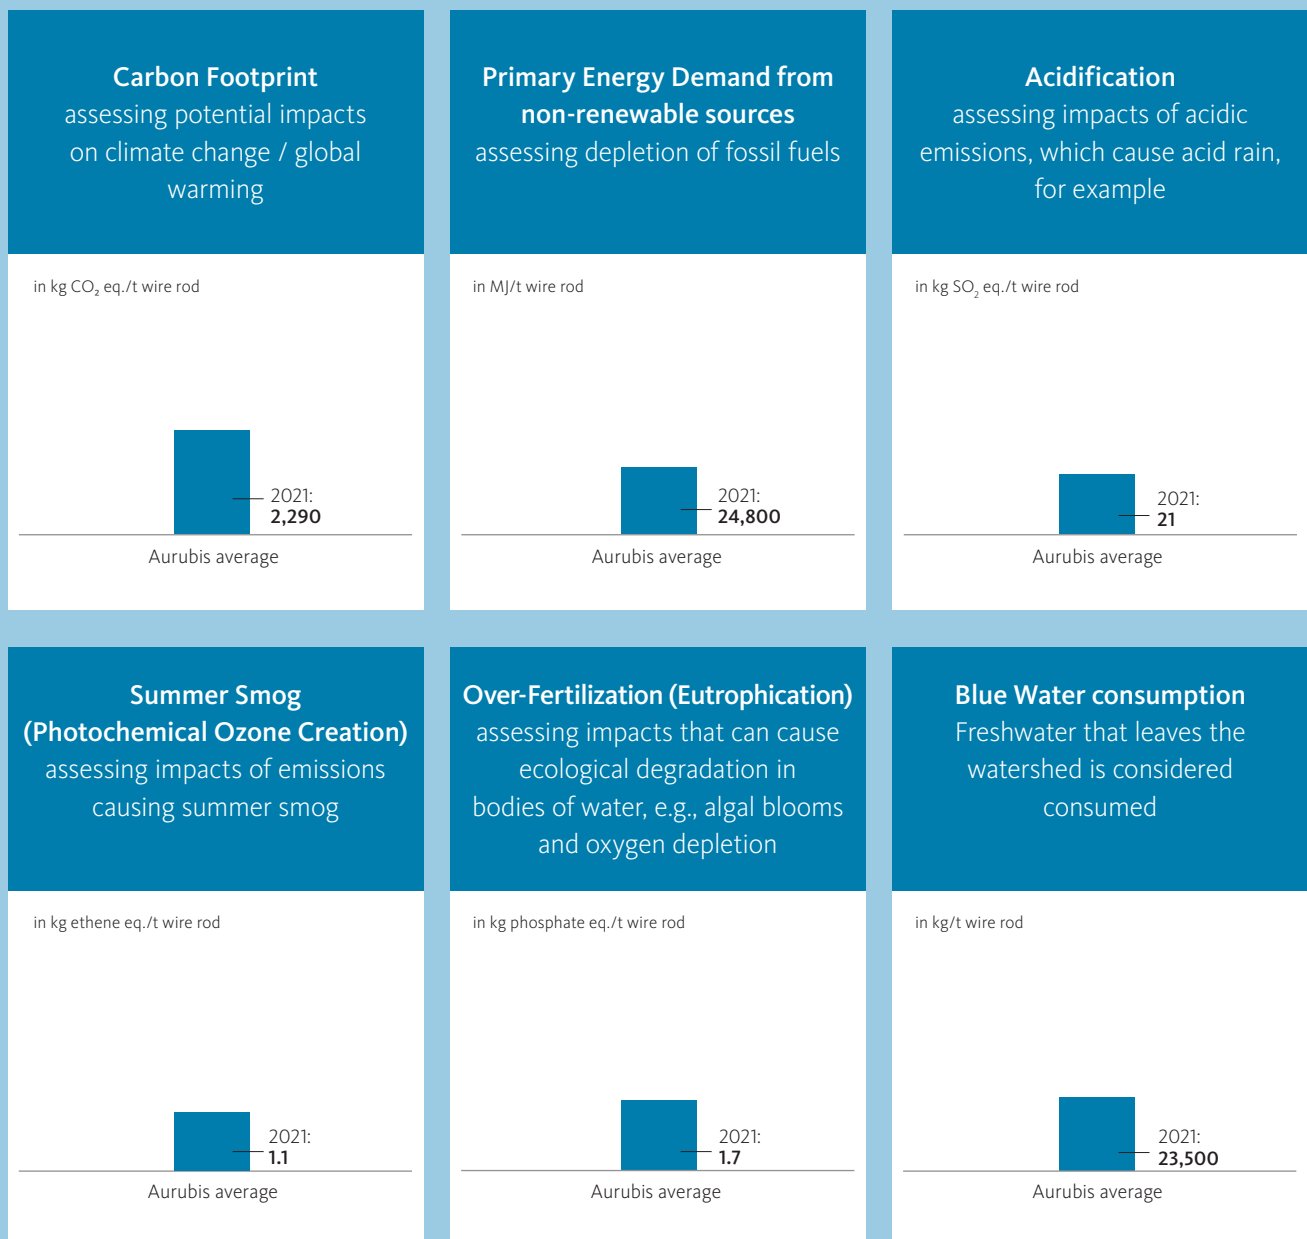 Carbon Footprint
assessing potential impacts
on climate change / global
warming
in kg CO₂ eq./t wire rod
2021:
2,290
Aurubis average
Primary Energy Demand from
non-renewable sources
assessing depletion of fossil fuels
in MJ/t wire rod
2021:
24,800
Aurubis average
Acidification
assessing impacts of acidic
emissions, which cause acid rain,
for example
in kg SO₂ eq./t wire rod
2021:
21
Aurubis average
Summer Smog
(Photochemical Ozone Creation)
assessing impacts of emissions
causing summer smog
in kg ethene eq./t wire rod
2021:
1.1
Aurubis average
Over-Fertilization (Eutrophication)
assessing impacts that can cause
ecological degradation in
bodies of water, e.g., algal blooms
and oxygen depletion
in kg phosphate eq./t wire rod
2021:
1.7
Aurubis average
Blue Water consumption
Freshwater that leaves the
watershed is considered
consumed
in kg/t wire rod
2021:
23,500
Aurubis average